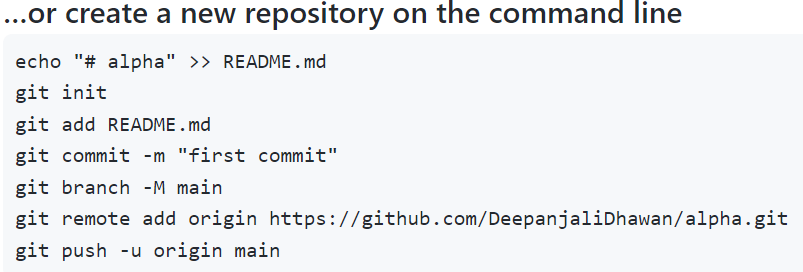 ...or create a new repository on the command line
echo "# alpha" >> README.md
git init
git add README.md
git commit -m "first commit"
git branch -M main
git remote add origin https://github.com/DeepanjaliDhawan/alpha.git
git push -u origin main